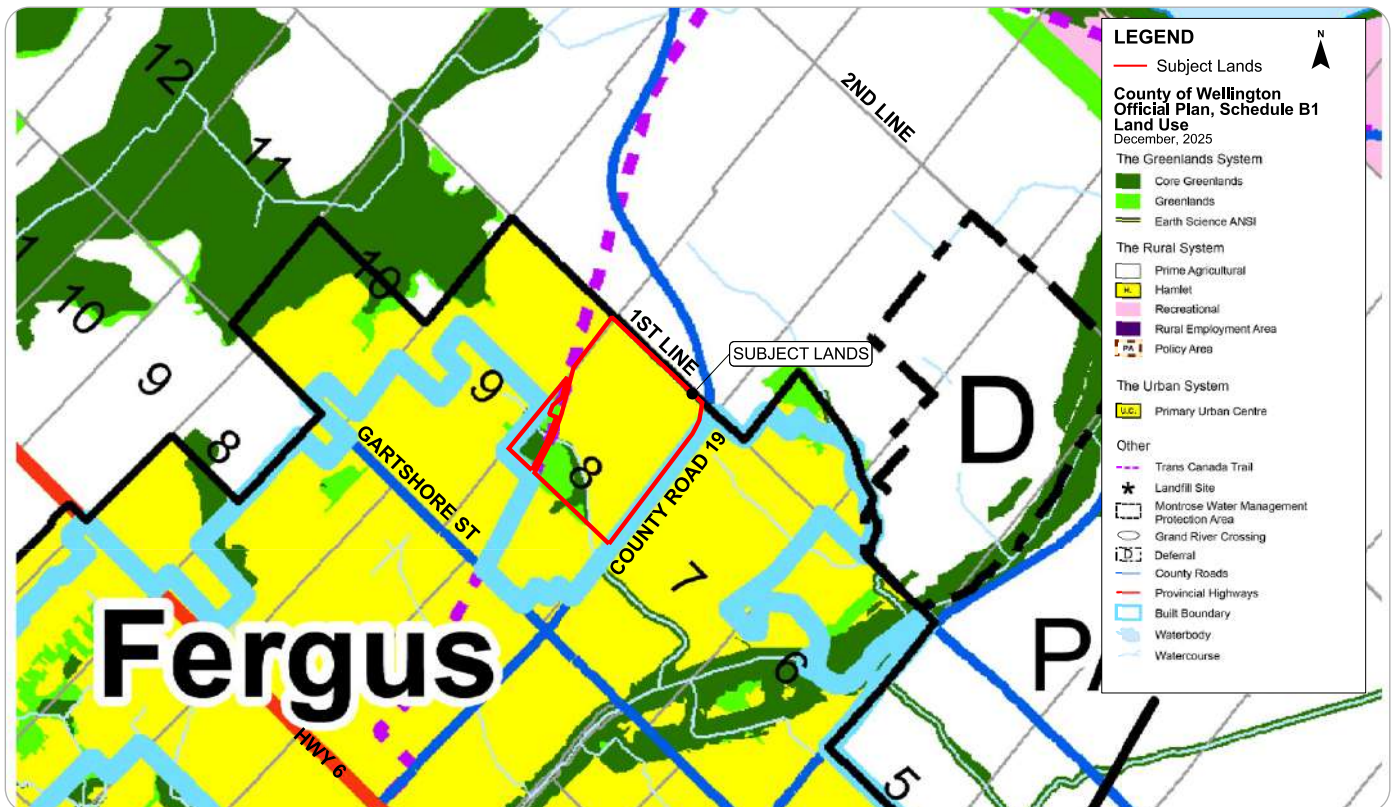 12
11
10
10
9
8
9
8
7
6
5
2ND LINE
1ST LINE
SUBJECT LANDS
GARTSHORE ST
COUNTY ROAD 19
D
Fergus
HWY 6
LEGEND
N
Subject Lands
County of Wellington
Official Plan, Schedule B1
Land Use
December, 2025
The Greenlands System
Core Greenlands
Greenlands
Earth Science ANSI
The Rural System
Prime Agricultural
H. Hamlet
Recreational
Rural Employment Area
PA Policy Area
The Urban System
U.C. Primary Urban Centre
Other
Trans Canada Trail
Landfill Site
Montrose Water Management
Protection Area
Grand River Crossing
D Deferral
County Roads
Provincial Highways
Built Boundary
Waterbody
Watercourse